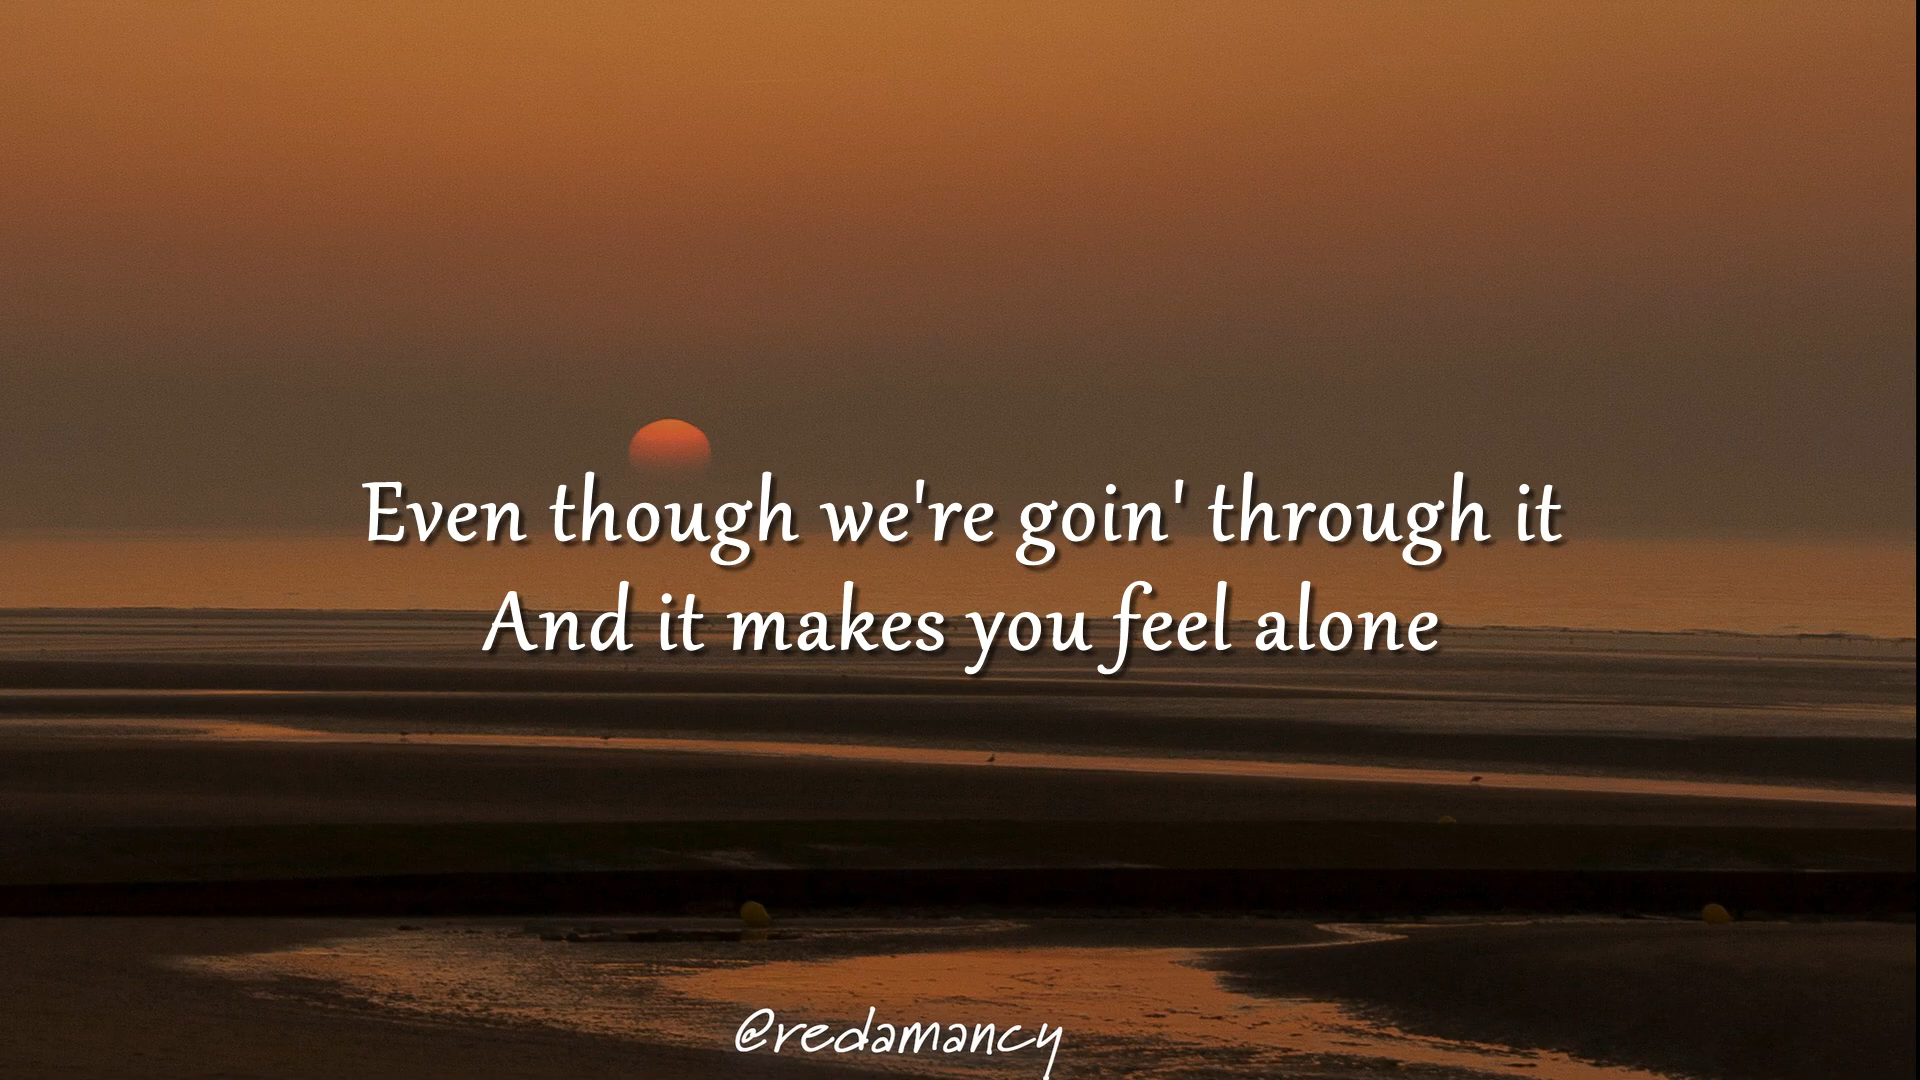 Even though we're goin' through it
And it makes you feel alone
@redamancy